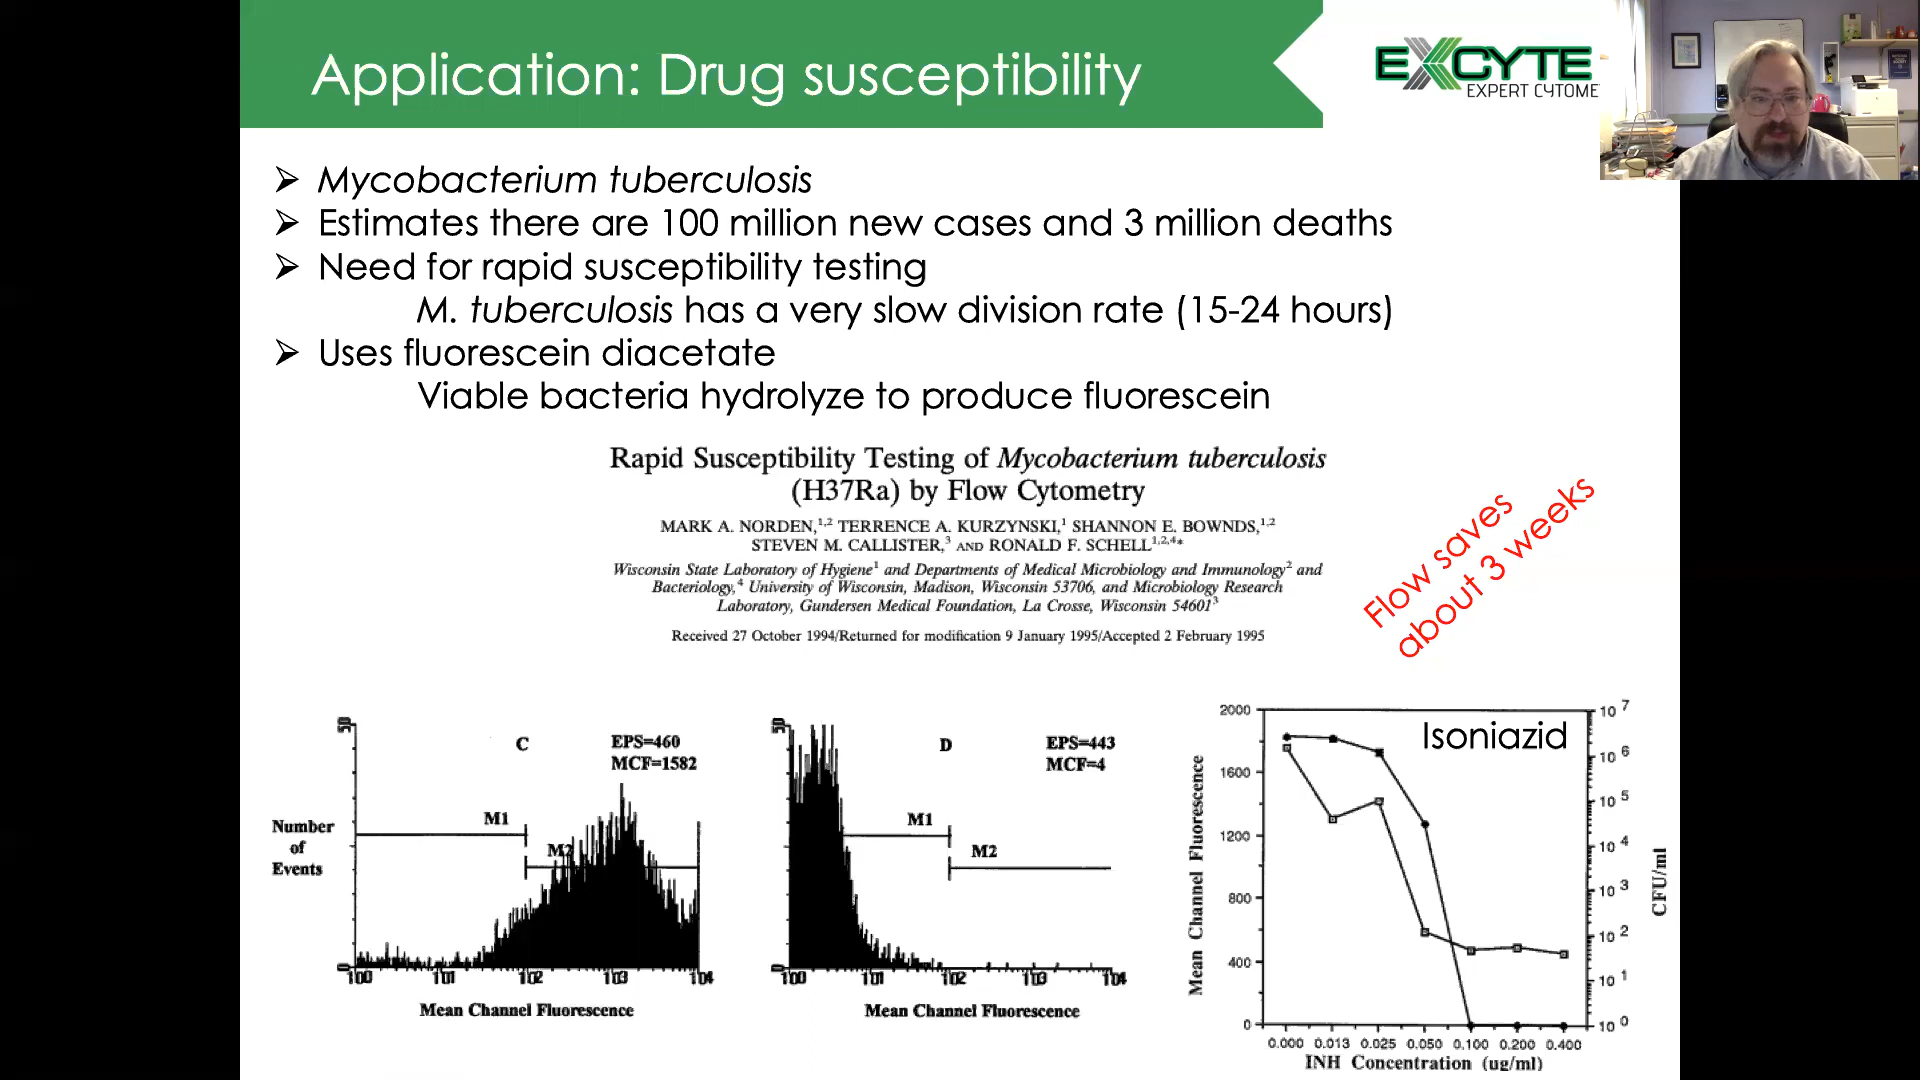 Application: Drug susceptibility
EXCYTE
EXPERT CYTOME
Mycobacterium tuberculosis
Estimates there are 100 million new cases and 3 million deaths
Need for rapid susceptibility testing
M. tuberculosis has a very slow division rate (15-24 hours)
Uses fluorescein diacetate
Viable bacteria hydrolyze to produce fluorescein
Rapid Susceptibility Testing of Mycobacterium tuberculosis
(H37Ra) by Flow Cytometry
MARK A. NORDEN,1,2 TERRENCE A. KURZYNSKI,1 SHANNON E. BOWNDS,1,2
STEVEN M. CALLISTER,3 AND RONALD F. SCHELL1,2,4*
Wisconsin State Laboratory of Hygiene1 and Departments of Medical Microbiology and Immunology2 and
Bacteriology,4 University of Wisconsin, Madison, Wisconsin 53706, and Microbiology Research
Laboratory, Gundersen Medical Foundation, La Crosse, Wisconsin 546013
Received 27 October 1994/Returned for modification 9 January 1995/Accepted 2 February 1995
Flow saves
about 3 weeks
50
C
EPS=460
MCF=1582
M1
M2
Number
of
Events
0
100 101 102 103 104
Mean Channel Fluorescence
50
D
EPS=443
MCF=4
M1
M2
0
100 101 102 103 104
Mean Channel Fluorescence
Isoniazid
Mean Channel Fluorescence
2000
1600
1200
800
400
0
10 7
10 6
10 5
10 4
10 3
10 2
10 1
10 0
CFU/ml
0.000 0.013 0.025 0.050 0.100 0.200 0.400
INH Concentration (ug/ml)